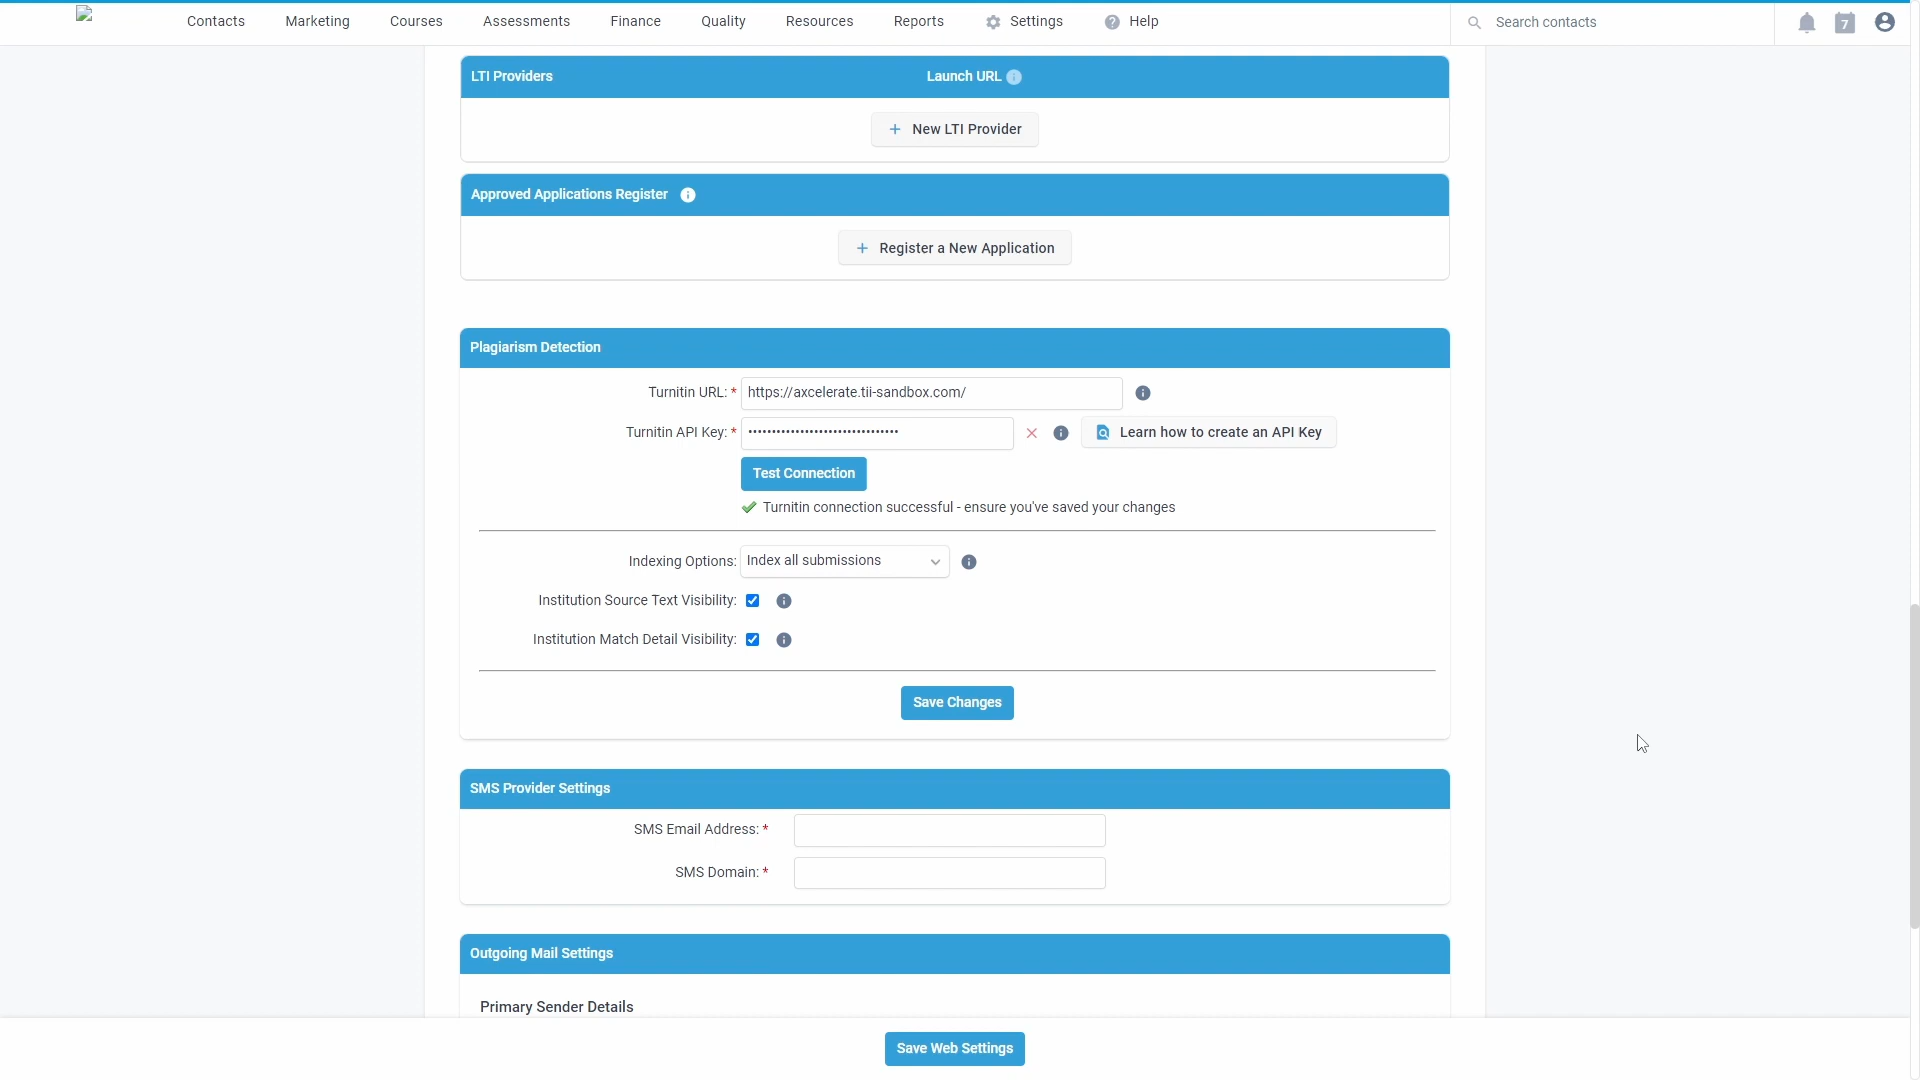 Contacts Marketing Courses Assessments Finance Quality Resources Reports Settings Help Search contacts 7
LTI Providers Launch URL
New LTI Provider
Approved Applications Register
Register a New Application
Plagiarism Detection
Turnitin URL: * https://axcelerate.tii-sandbox.com/
Turnitin API Key: * •••••••••••••••••••••••••••••••• Learn how to create an API Key
Test Connection
Turnitin connection successful - ensure you've saved your changes
Indexing Options: Index all submissions
Institution Source Text Visibility:
Institution Match Detail Visibility:
Save Changes
SMS Provider Settings
SMS Email Address: *
SMS Domain: *
Outgoing Mail Settings
Primary Sender Details
Save Web Settings